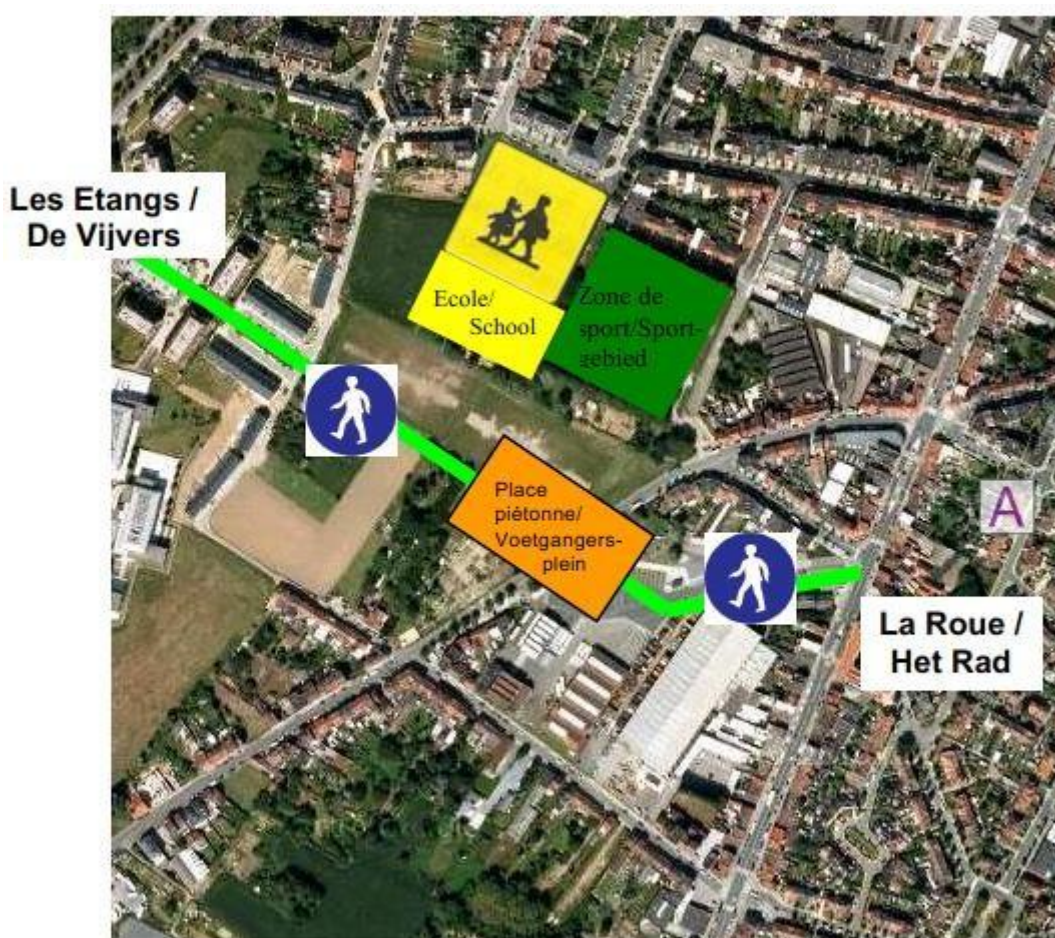 Les Etangs /
De Vijvers
Ecole/
School
Zone de
sport/Sport-
gebied
Place
piétonne/
Voetgangers-
plein
A
La Roue /
Het Rad